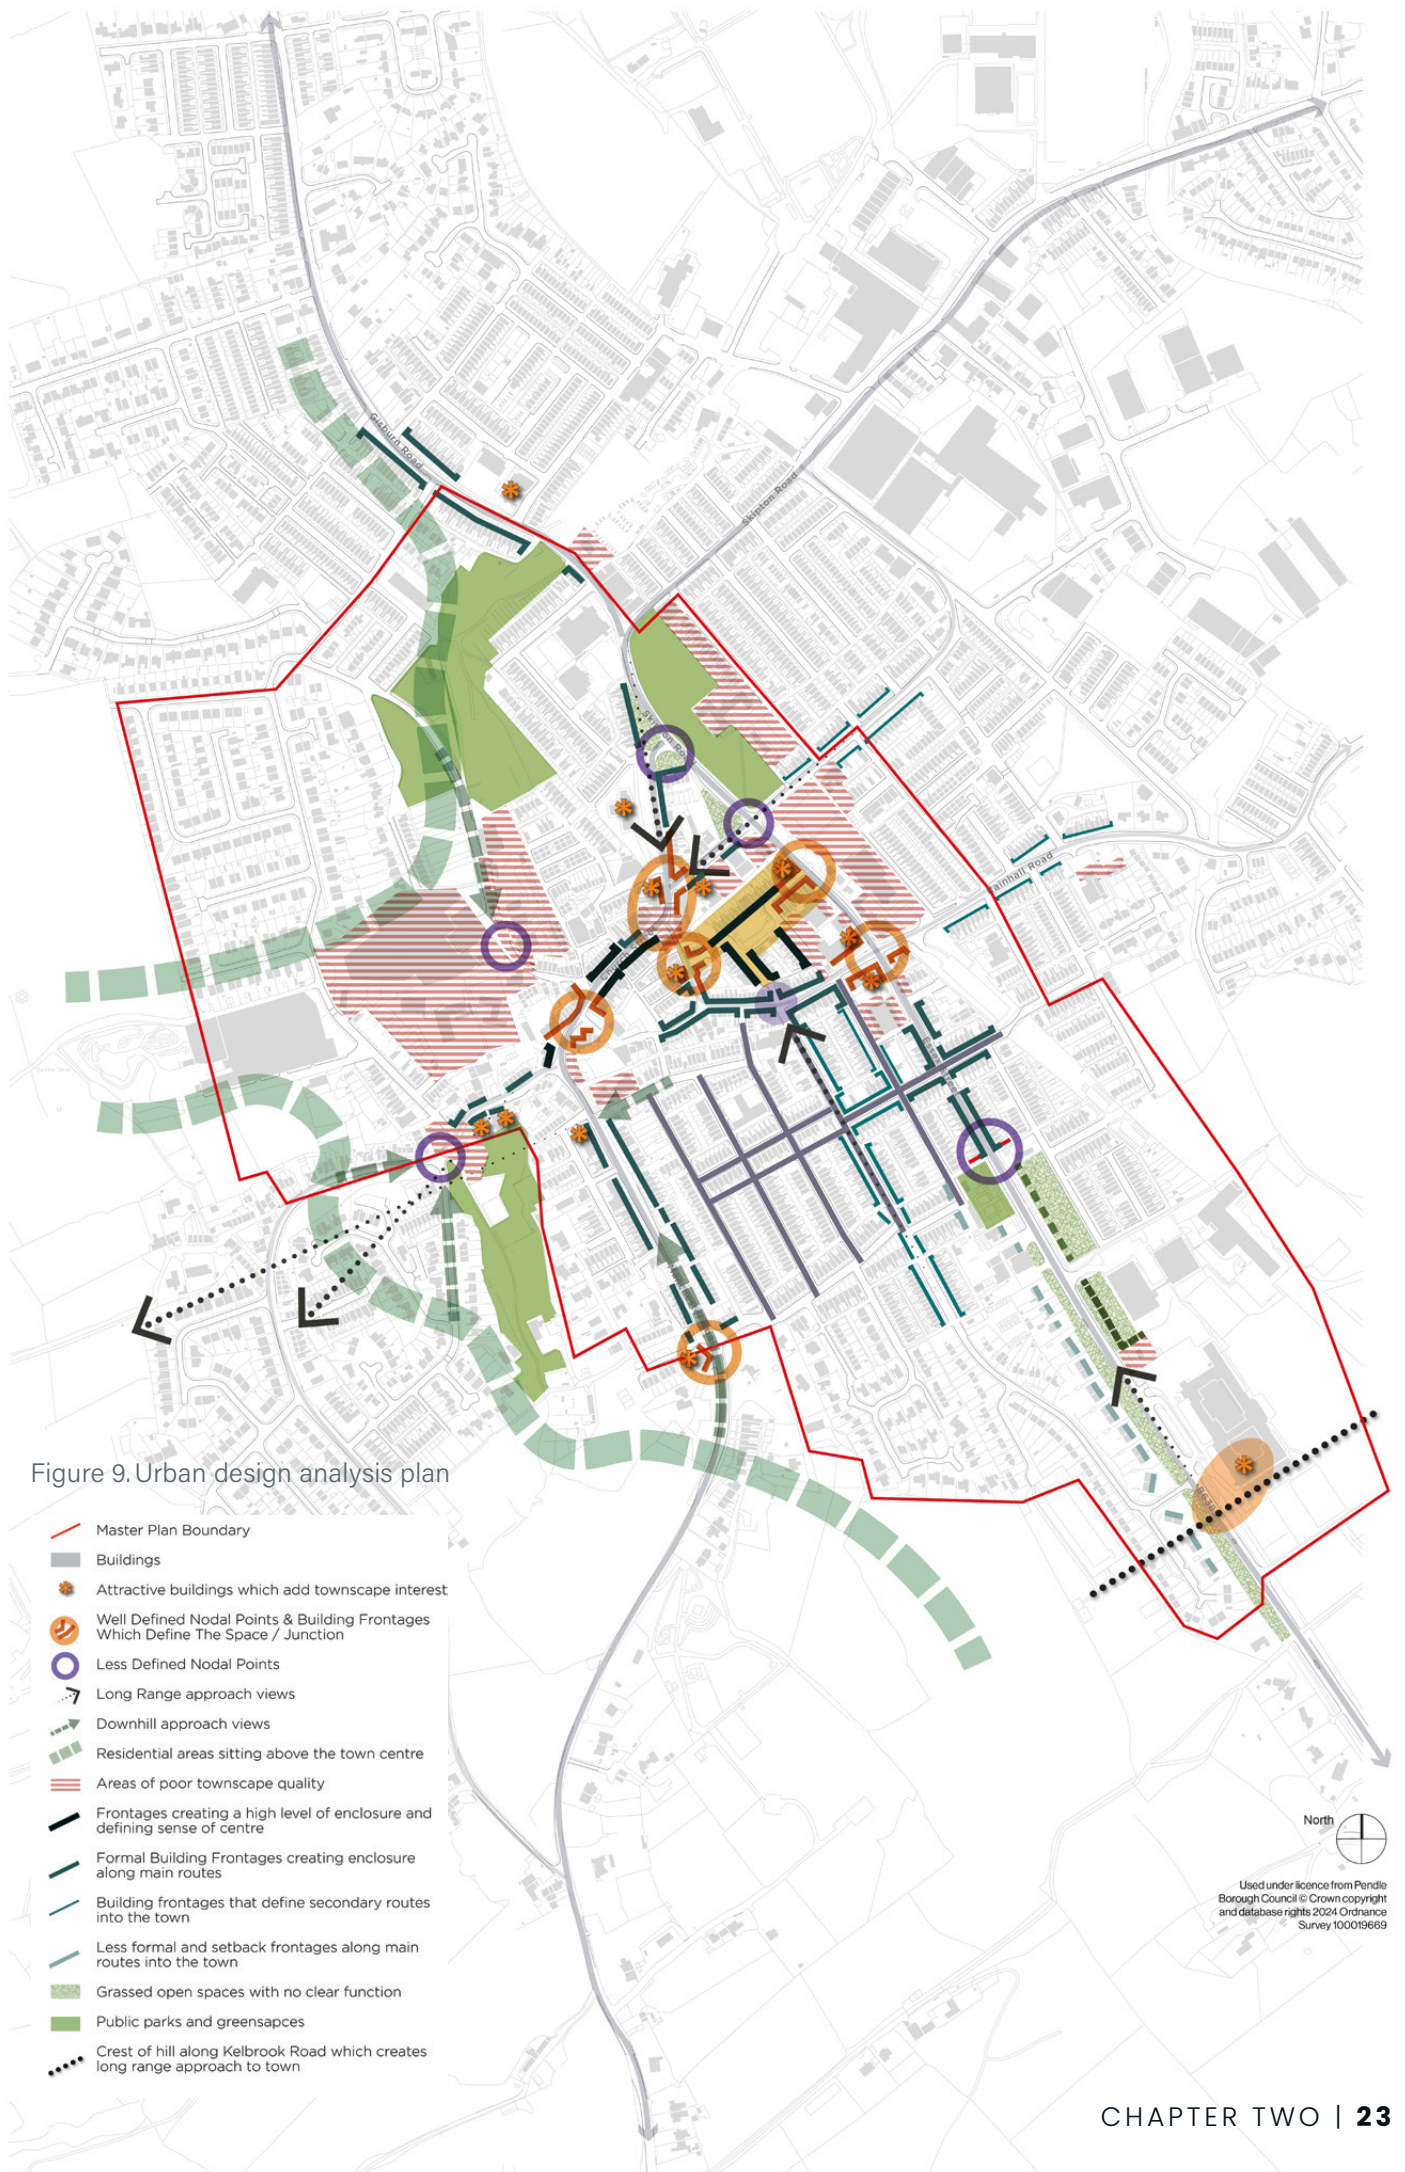 Gisburn Road
Skipton Road
Figure 9. Urban design analysis plan
Master Plan Boundary
Buildings
Attractive buildings which add townscape interest
Well Defined Nodal Points & Building Frontages
Which Define The Space / Junction
Less Defined Nodal Points
Long Range approach views
Downhill approach views
Residential areas sitting above the town centre
Areas of poor townscape quality
Frontages creating a high level of enclosure and
defining sense of centre
Formal Building Frontages creating enclosure
along main routes
Building frontages that define secondary routes
into the town
Less formal and setback frontages along main
routes into the town
Grassed open spaces with no clear function
Public parks and greensapces
Crest of hill along Kelbrook Road which creates
long range approach to town
North
Used under licence from Pendle
Borough Council © Crown copyright
and database rights 2024 Ordnance
Survey 100019669
CHAPTER TWO | 23